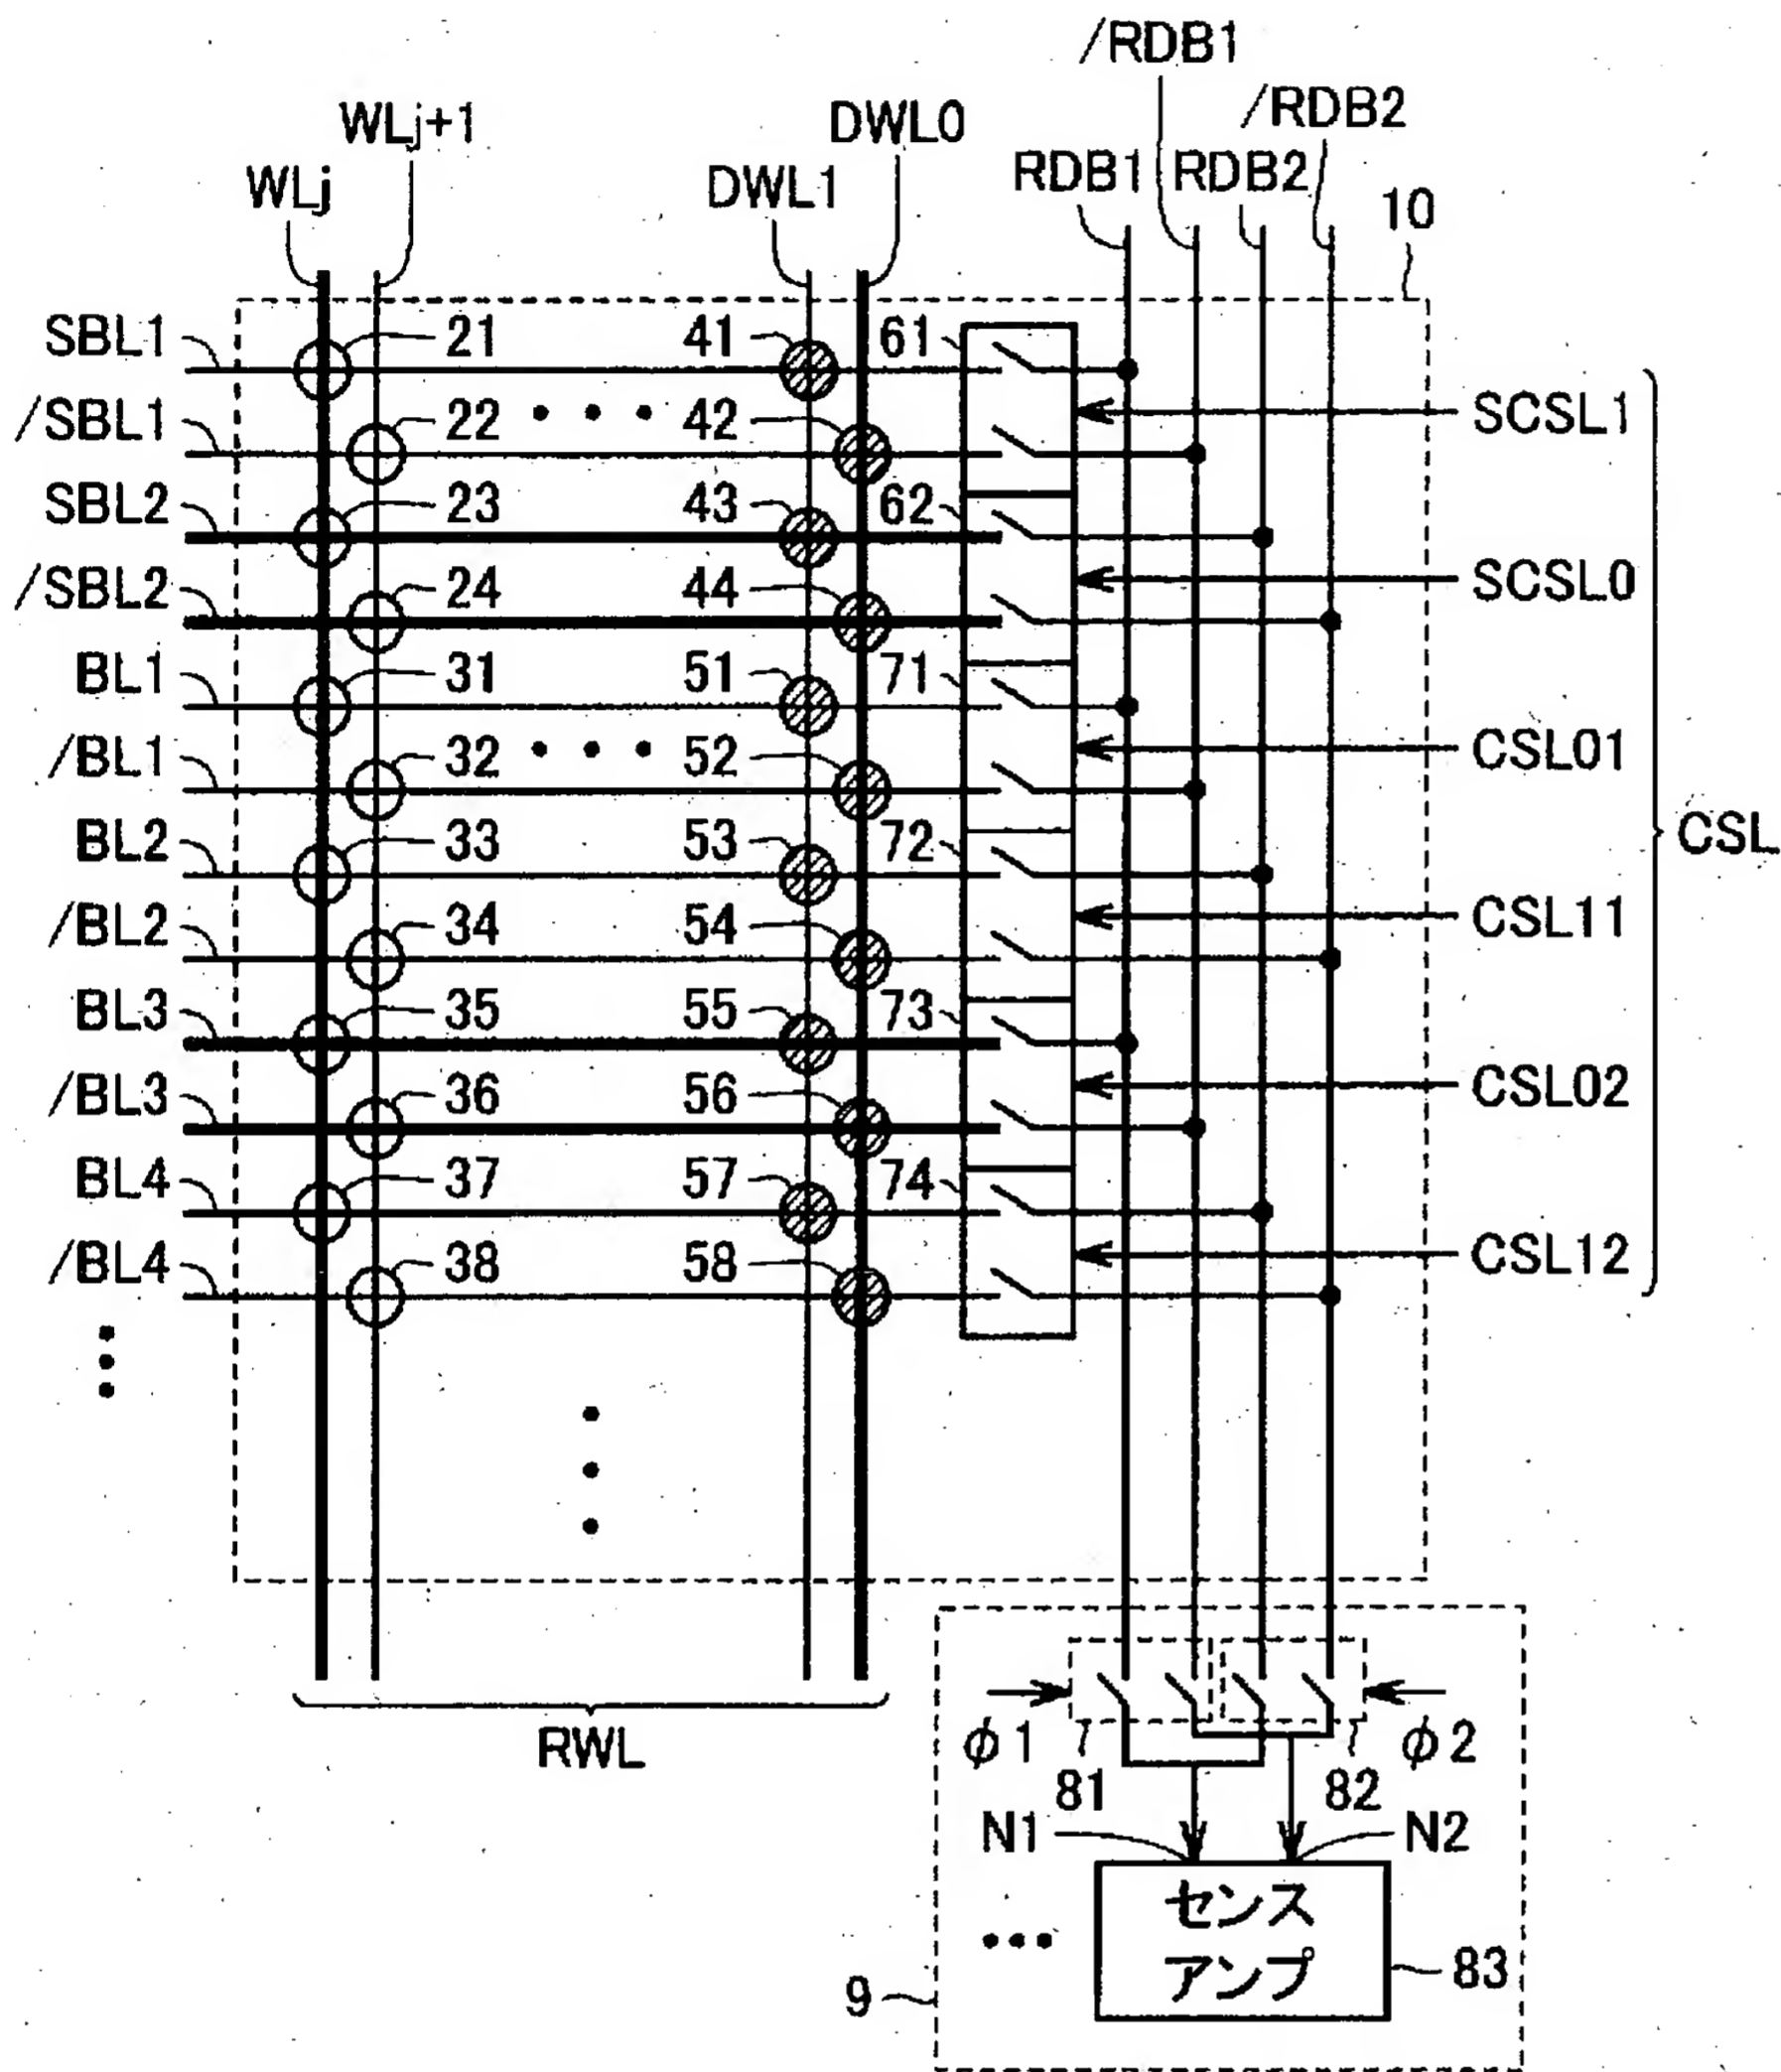 /RDB1
WLj+1
DWL0
/RDB2
WLj
DWL1
RDB1
RDB2
10
SBL1
21
41
61
/SBL1
22
42
SCSL1
SBL2
23
43
62
/SBL2
24
44
SCSL0
BL1
31
51
71
/BL1
32
52
CSL01
BL2
33
53
72
CSL
/BL2
34
54
CSL11
BL3
35
55
73
/BL3
36
56
CSL02
BL4
37
57
74
/BL4
38
58
CSL12
RWL
φ1
81
82
φ2
N1
N2
センス
アンプ
83
9